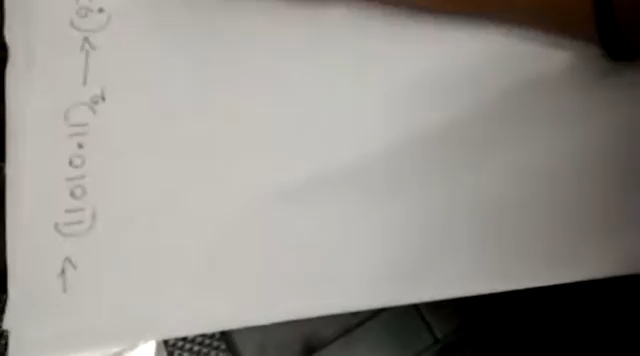 → (11010.11)₂ → (